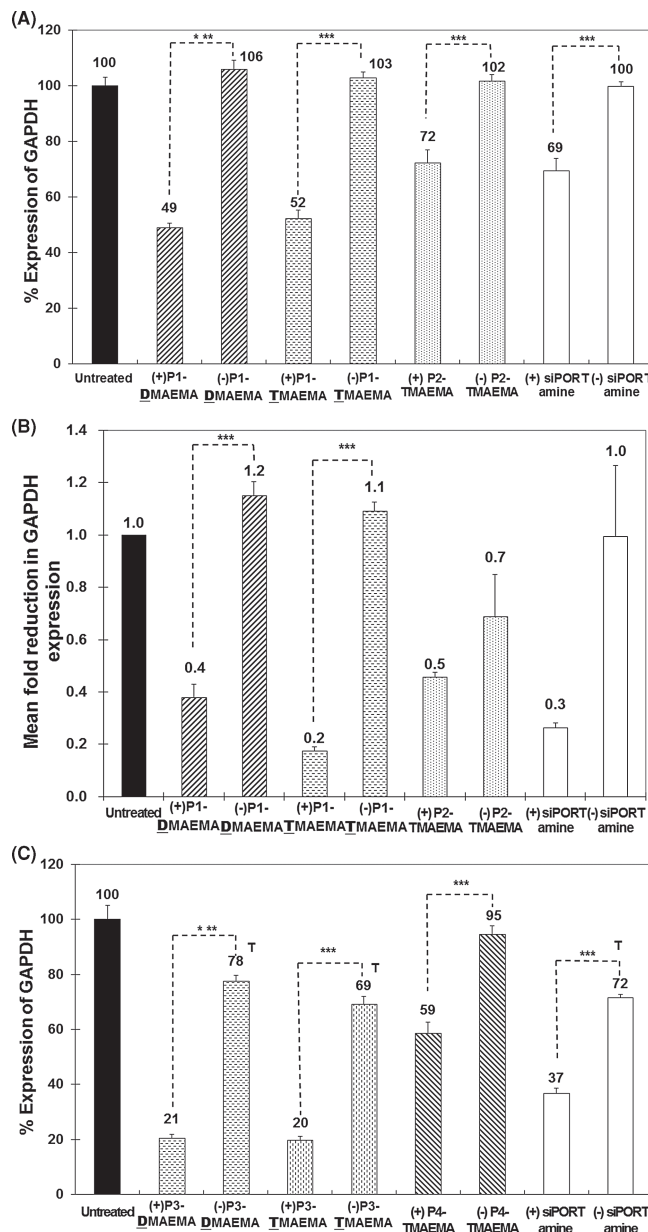 (A)
120
100
80
60
40
20
0
% Expression of GAPDH
100
* **
49
106
***
52
103
***
72
102
***
69
100
Untreated
(+)P1-
DMAEMA
(-)P1-
DMAEMA
(+)P1-
TMAEMA
(-)P1-
TMAEMA
(+) P2-
TMAEMA
(-) P2-
TMAEMA
(+) siPORT
amine
(-) siPORT
amine
(B)
1.4
1.2
1.0
0.8
0.6
0.4
0.2
0.0
Mean fold reduction in GAPDH
expression
1.0
***
0.4
1.2
***
0.2
1.1
0.5
0.7
0.3
1.0
Untreated
(+)P1-
DMAEMA
(-)P1-
DMAEMA
(+)P1-
TMAEMA
(-)P1-
TMAEMA
(+) P2-
TMAEMA
(-) P2-
TMAEMA
(+) siPORT
amine
(-) siPORT
amine
(C)
120
100
80
60
40
20
0
% Expression of GAPDH
100
* **
21
78
T
***
20
69
T
***
59
95
***
37
T
72
Untreated
(+)P3-
DMAEMA
(-)P3-
DMAEMA
(+)P3-
TMAEMA
(-)P3-
TMAEMA
(+) P4-
TMAEMA
(-) P4-
TMAEMA
(+) siPORT
amine
(-) siPORT
amine